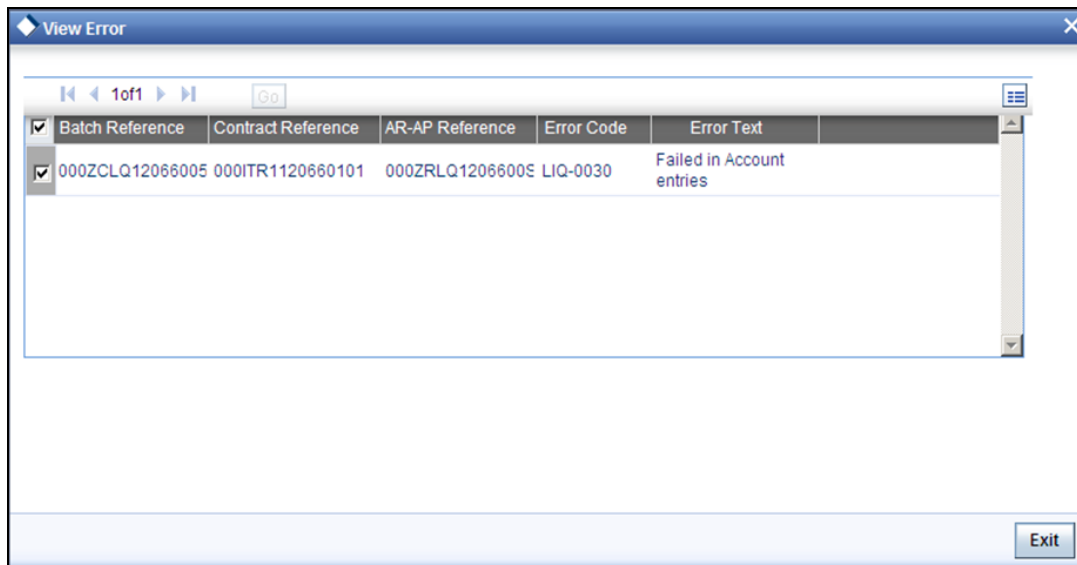 View Error
1of1 Go
Batch Reference Contract Reference AR-AP Reference Error Code Error Text
000ZCLQ12066005 000ITR1120660101 000ZRLQ1206600S LIQ-0030 Failed in Account
entries
Exit